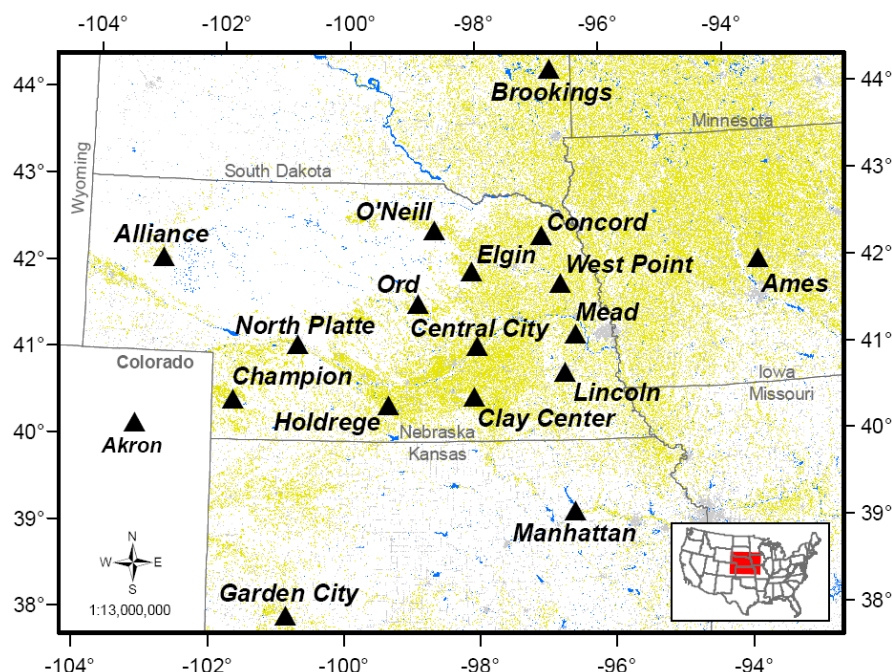 -104 -102 -100 -98 -96 -94
44°
44°
Brookings
Minnesota
43°
43°
Wyoming
South Dakota
O'Neill
Concord
Alliance
42°
42°
Elgin
West Point
Ames
Ord
Mead
North Platte
Central City
41°
41°
Colorado
Champion
Iowa
Missouri
Lincoln
Holdrege
Clay Center
40°
40°
Akron
Nebraska
Kansas
39°
39°
Manhattan
N
W E
S
Garden City
1:13,000,000
38°
38°
-104° -102° -100° -98° -96° -94°